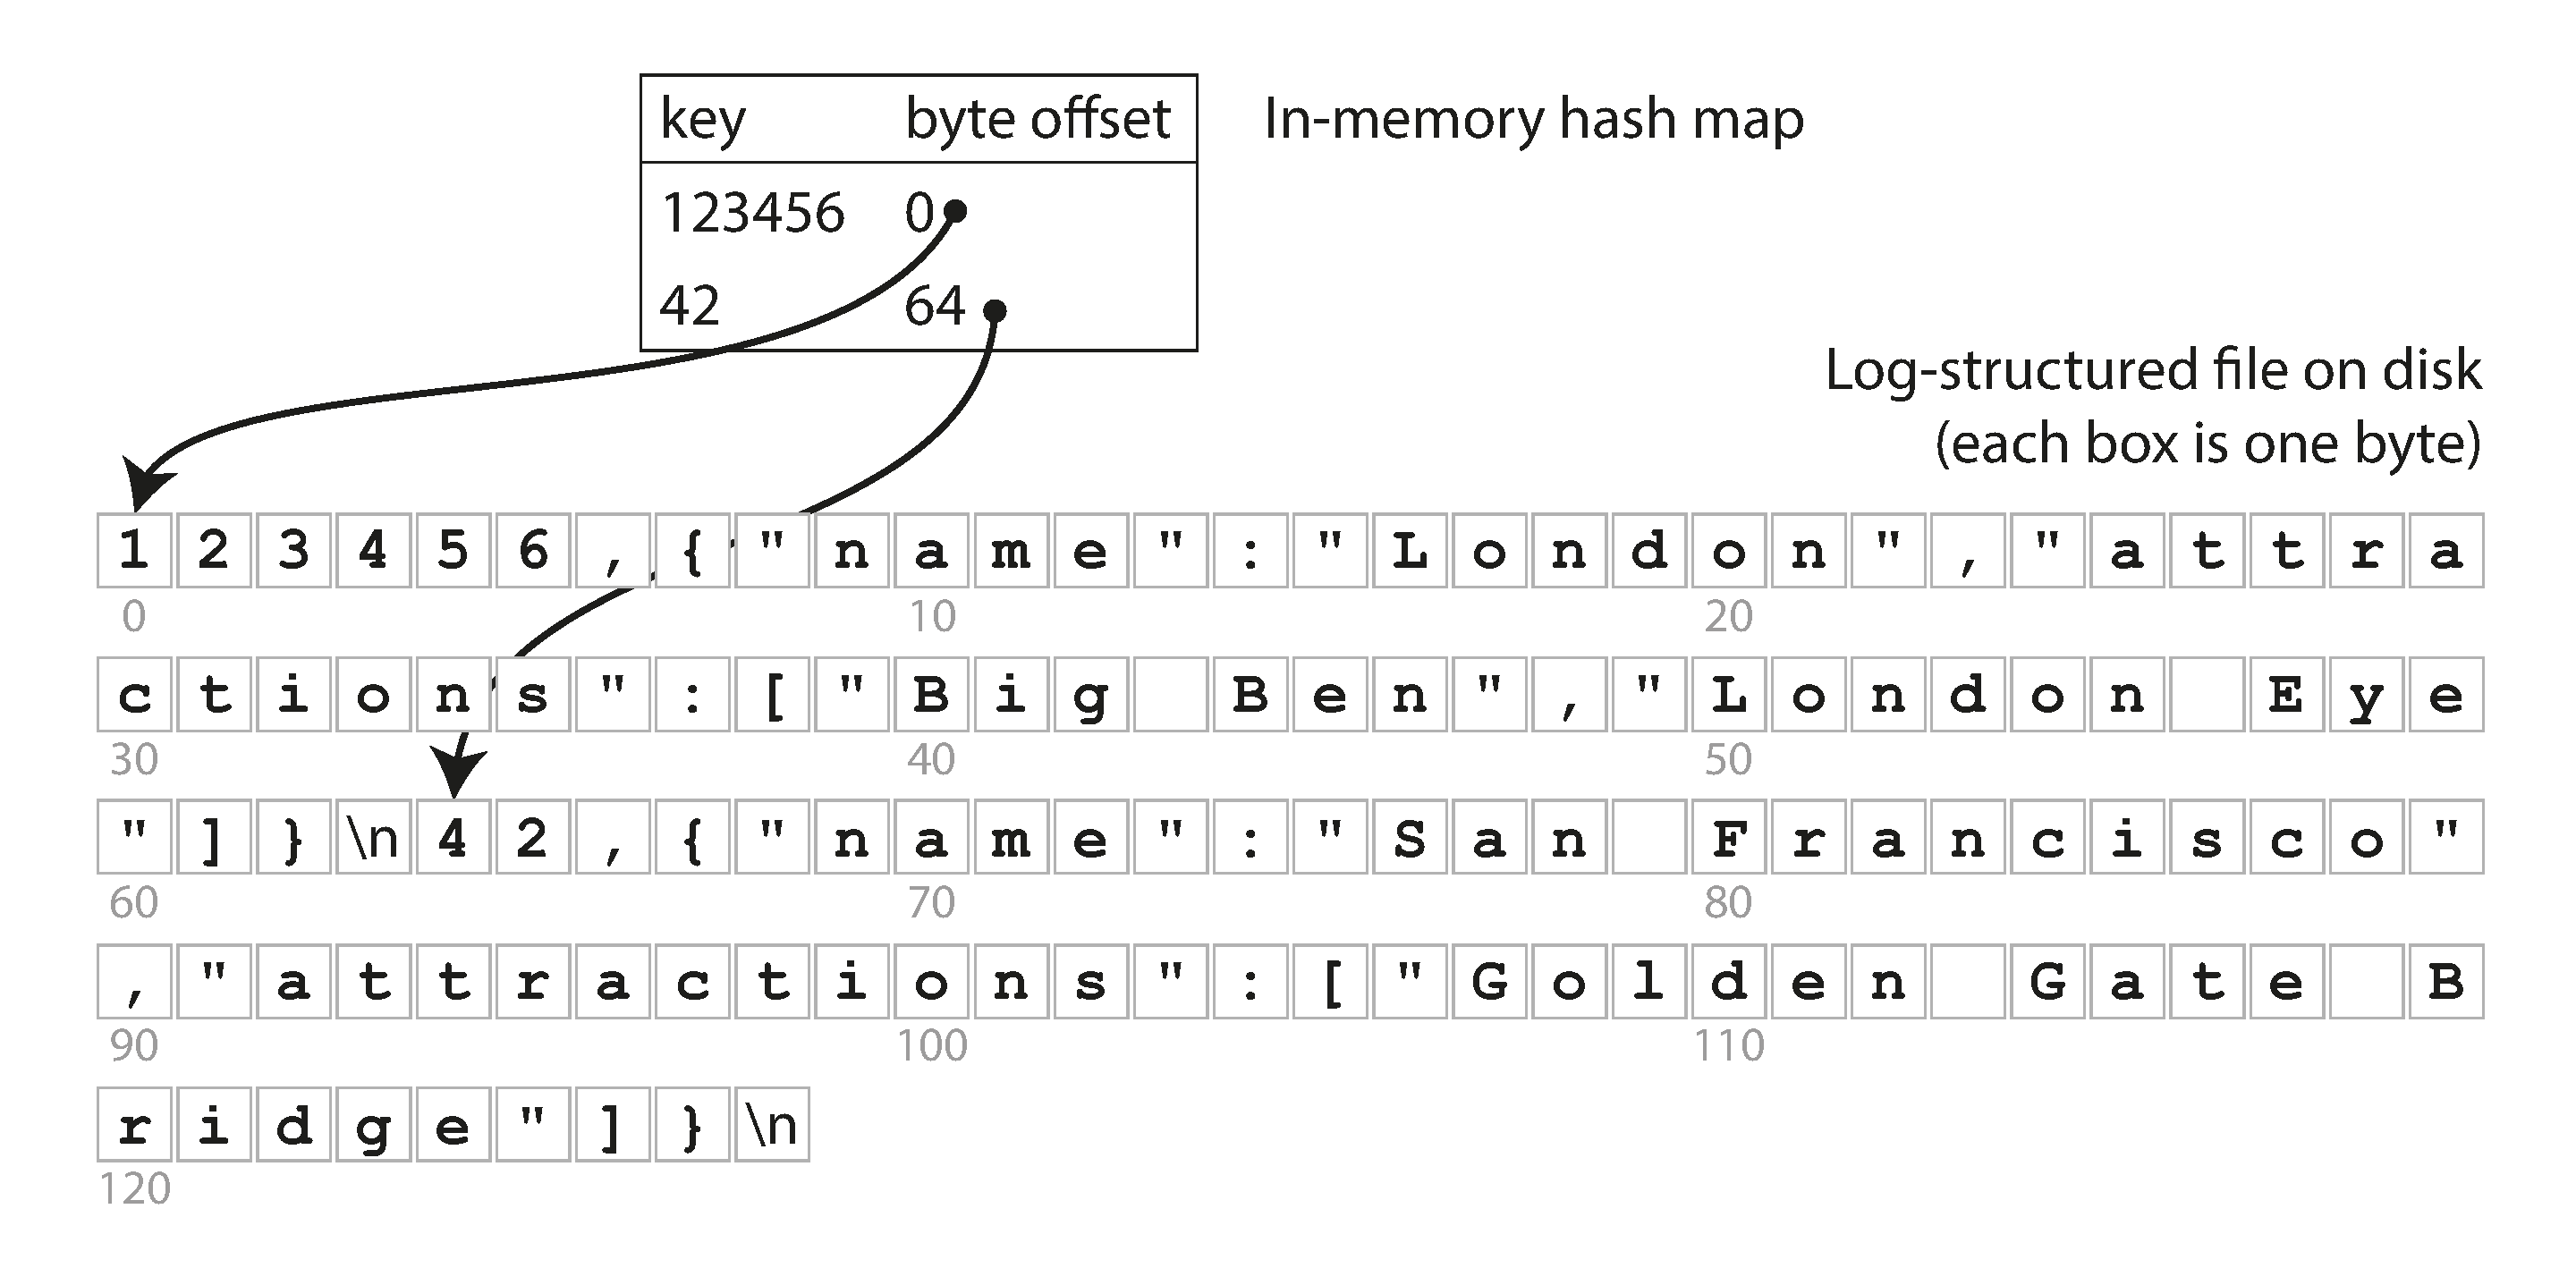 key byte offset In-memory hash map
123456 0
42 64
Log-structured file on disk
(each box is one byte)
1 2 3 4 5 6 , { " n a m e " : " L o n d o n " , " a t t r a
0 10 20
c t i o n s " : [ " B i g   B e n " , " L o n d o n   E y e
30 40 50
" ] } \n 4 2 , { " n a m e " : " S a n   F r a n c i s c o "
60 70 80
, " a t t r a c t i o n s " : [ " G o l d e n   G a t e   B
90 100 110
r i d g e " ] } \n
120